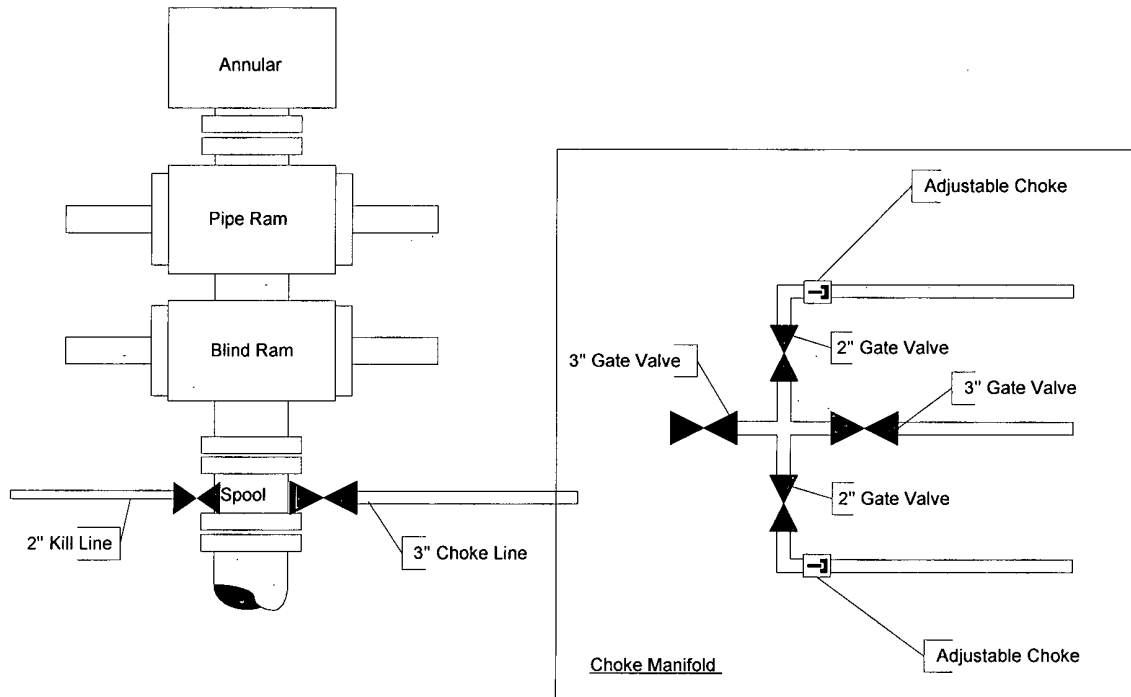 Annular
Pipe Ram
Blind Ram
Spool
2" Kill Line
3" Choke Line
Adjustable Choke
2" Gate Valve
3" Gate Valve
3" Gate Valve
2" Gate Valve
Adjustable Choke
Choke Manifold